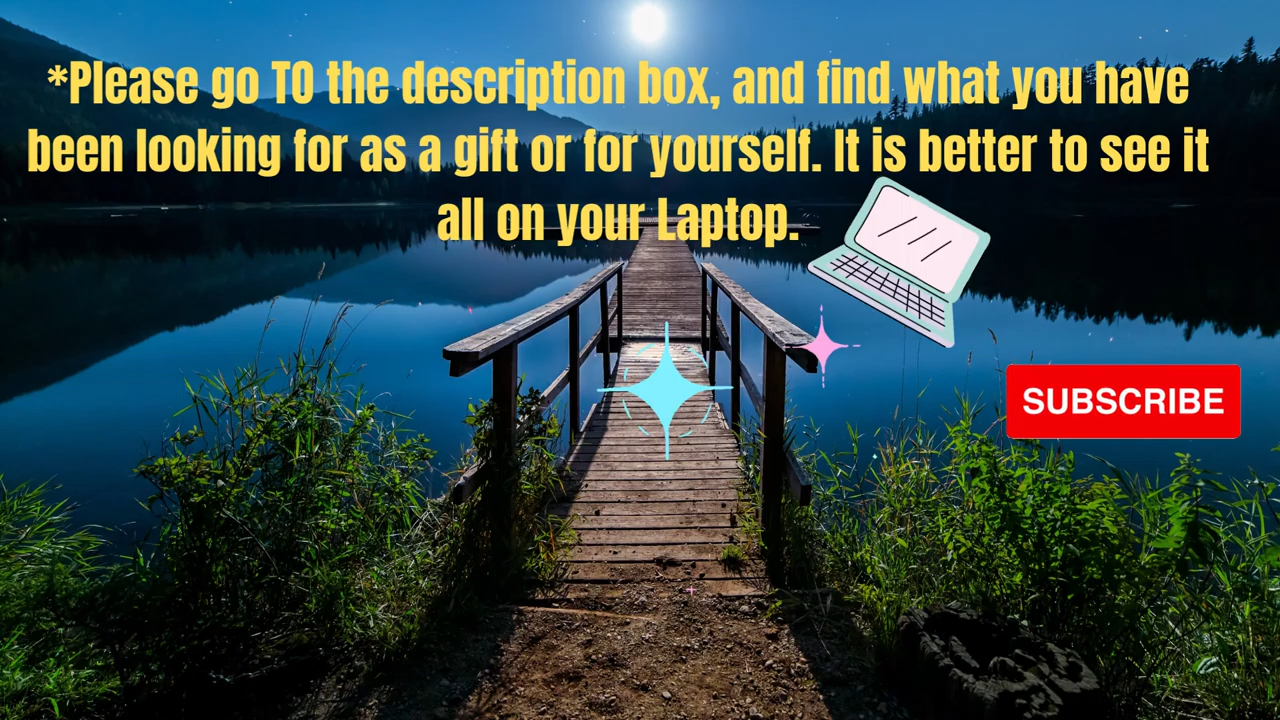 *Please go TO the description box, and find what you have
been looking for as a gift or for yourself. It is better to see it
all on your Laptop.
SUBSCRIBE